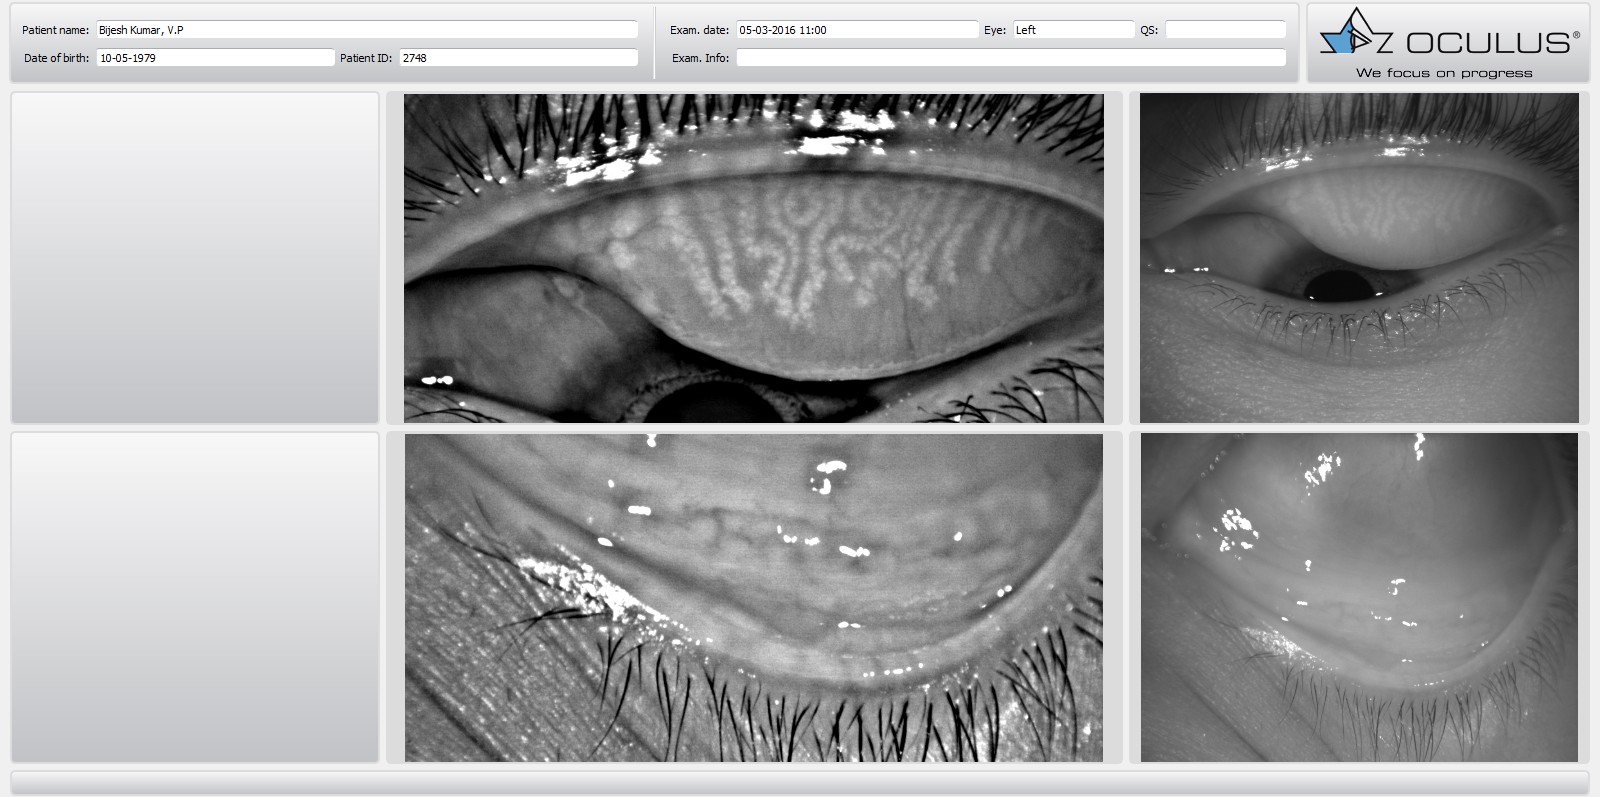 Patient name: Bijesh Kumar, V.P
Exam. date: 05-03-2016 11:00 Eye: Left QS:
Date of birth: 10-05-1979 Patient ID: 2748
Exam. Info:
OCULUS®
We focus on progress